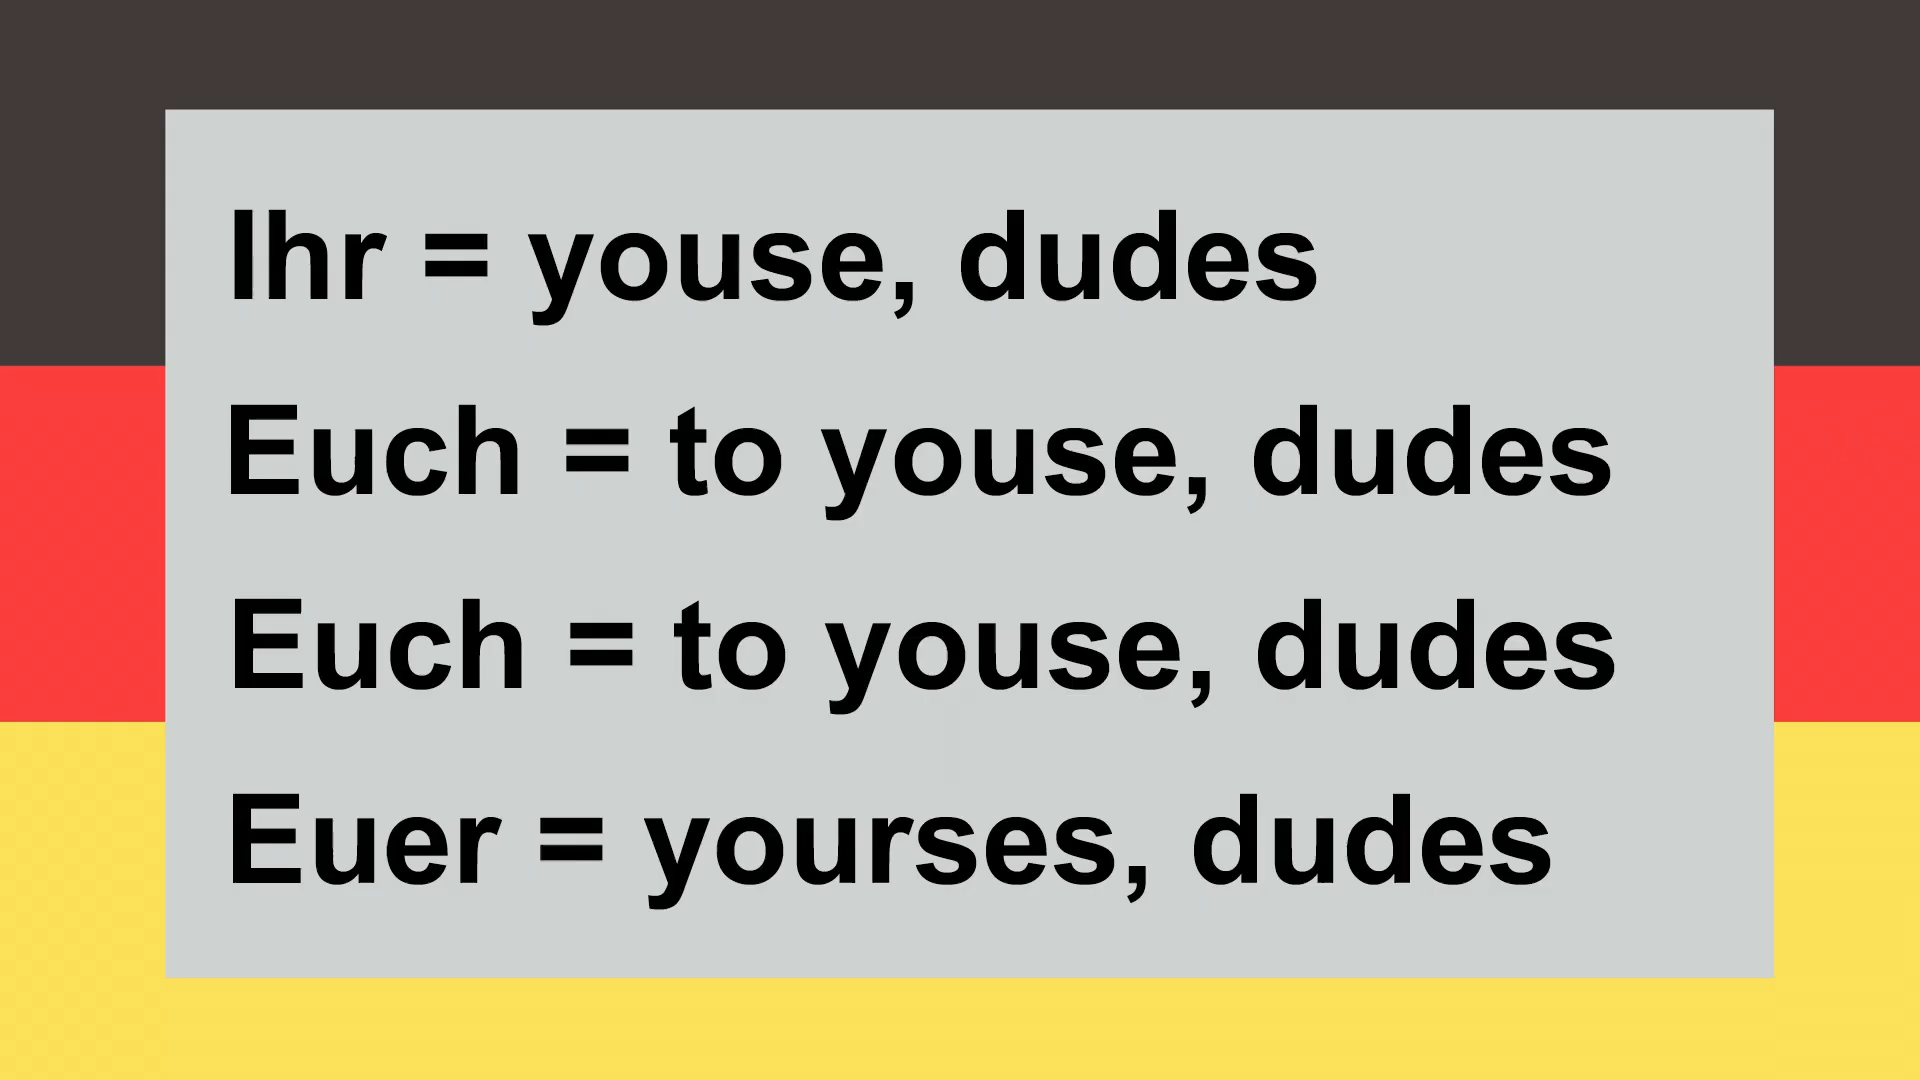 Ihr = youse, dudes
Euch = to youse, dudes
Euch = to youse, dudes
Euer = yourses, dudes